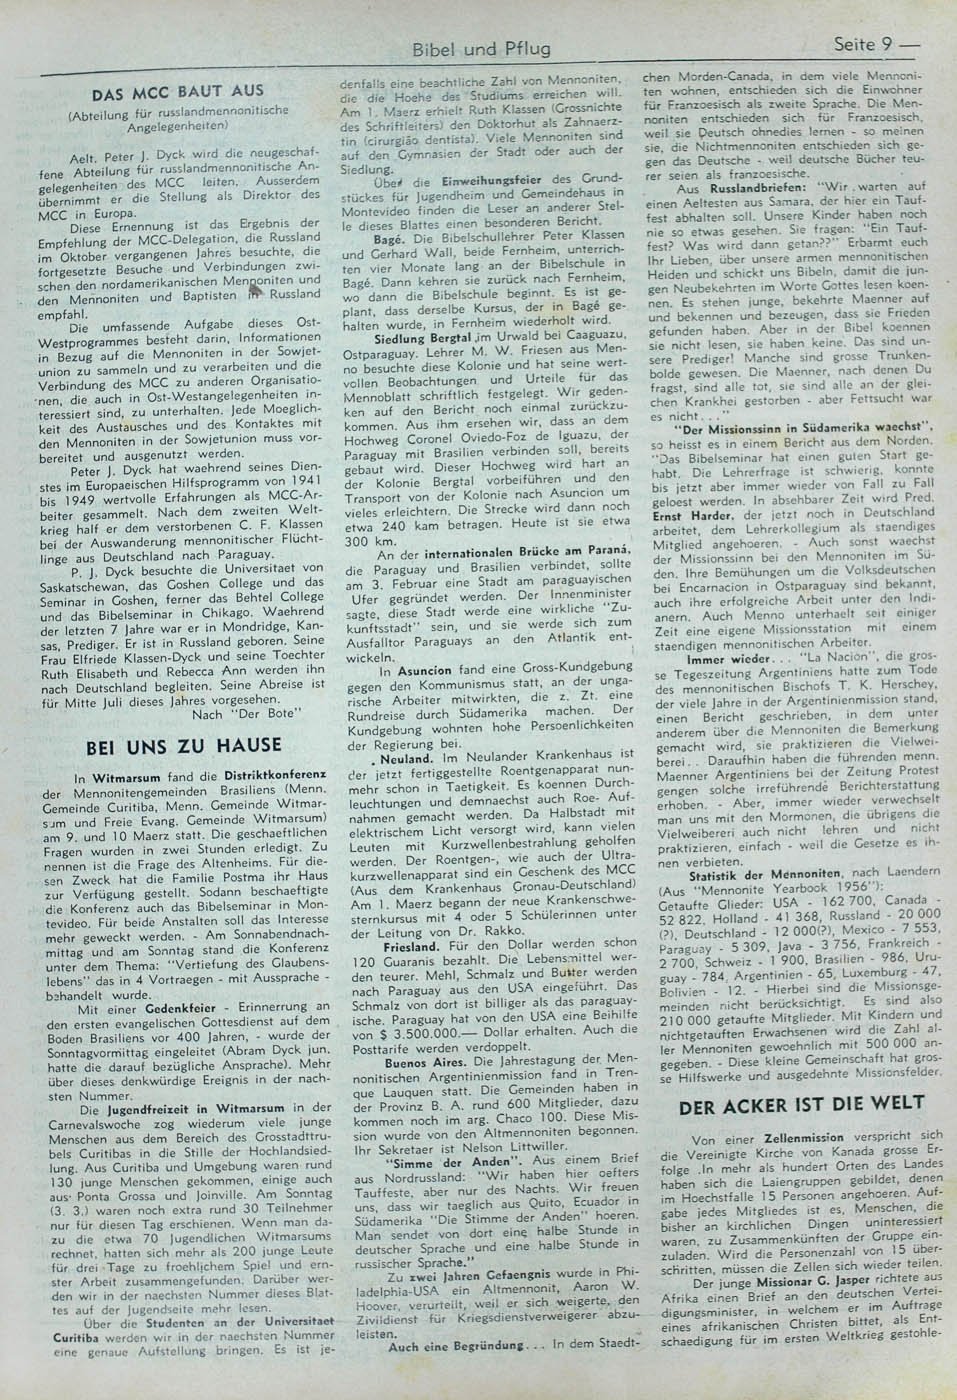 Bibel und Pflug
Seite 9 —
DAS MCC BAUT AUS
(Abteilung für russlandmennonitische
Angelegenheiten)
Aelt. Peter J. Dyck wird die neugeschaf-
fene Abteilung für russlandmennonitische An-
gelegenheiten des MCC leiten. Ausserdem
übernimmt er die Stellung als Direktor des
MCC in Europa.
Diese Ernennung ist das Ergebnis der
Empfehlung der MCC-Delegation, die Russland
im Oktober vergangenen Jahres besuchte, die
fortgesetzte Besuche und Verbindungen zwi-
schen den nordamerikanischen Mennoniten und
den Mennoniten und Baptisten in Russland
empfahl.
Die umfassende Aufgabe dieses Ost-
Westprogrammes besteht darin, Informationen
in Bezug auf die Mennoniten in der Sowjet-
union zu sammeln und zu verarbeiten und die
Verbindung des MCC zu anderen Organisatio-
nen, die auch in Ost-Westangelegenheiten in-
teressiert sind, zu unterhalten. Jede Moeglich-
keit des Austausches und des Kontaktes mit
den Mennoniten in der Sowjetunion muss vor-
bereitet und ausgenutzt werden.
Peter J. Dyck hat waehrend seines Dien-
stes im Europaeischen Hilfsprogramm von 1941
bis 1949 wertvolle Erfahrungen als MCC-Ar-
beiter gesammelt. Nach dem zweiten Welt-
krieg half er dem verstorbenen C. F. Klassen
bei der Auswanderung mennonitischer Flücht-
linge aus Deutschland nach Paraguay.
P. J. Dyck besuchte die Universitaet von
Saskatschewan, das Goshen College und das
Seminar in Goshen, ferner das Behtel College
und das Bibelseminar in Chikago. Waehrend
der letzten 7 Jahre war er in Mondridge, Kan-
sas, Prediger. Er ist in Russland geboren. Seine
Frau Elfriede Klassen-Dyck und seine Toechter
Ruth Elisabeth und Rebecca Ann werden ihn
nach Deutschland begleiten. Seine Abreise ist
für Mitte Juli dieses Jahres vorgesehen.
Nach "Der Bote"
BEI UNS ZU HAUSE
In Witmarsum fand die Distriktkonferenz
der Mennonitengemeinden Brasiliens (Menn.
Gemeinde Curitiba, Menn. Gemeinde Witmar-
sum und Freie Evang. Gemeinde Witmarsum)
am 9. und 10 Maerz statt. Die geschaeftlichen
Fragen wurden in zwei Stunden erledigt. Zu
nennen ist die Frage des Altenheims. Für die-
sen Zweck hat die Familie Postma ihr Haus
zur Verfügung gestellt. Sodann beschaeftigte
die Konferenz auch das Bibelseminar in Mon-
tevideo. Für beide Anstalten soll das Interesse
mehr geweckt werden. - Am Sonnabendnach-
mittag und am Sonntag stand die Konferenz
unter dem Thema: "Vertiefung des Glaubens-
lebens" das in 4 Vortraegen - mit Aussprache -
behandelt wurde.
Mit einer Gedenkfeier - Erinnerung an
den ersten evangelischen Gottesdienst auf dem
Boden Brasiliens vor 400 Jahren, - wurde der
Sonntagvormittag eingeleitet (Abram Dyck jun.
hatte die darauf bezügliche Ansprache). Mehr
über dieses denkwürdige Ereignis in der nach-
sten Nummer.
Die Jugendfreizeit in Witmarsum in der
Carnevalswoche zog wiederum viele junge
Menschen aus dem Bereich des Grosstadttru-
bels Curitibas in die Stille der Hochlandsied-
lung. Aus Curitiba und Umgebung waren rund
130 junge Menschen gekommen, einige auch
aus Ponta Grossa und Joinville. Am Sonntag
(3. 3.) waren noch extra rund 30 Teilnehmer
nur für diesen Tag erschienen. Wenn man da-
zu die etwa 70 Jugendlichen Witmarsums
rechnet, hatten sich mehr als 200 junge Leute
für drei Tage zu froehlichem Spiel und ern-
ster Arbeit zusammengefunden. Darüber wer-
den wir in der naechsten Nummer dieses Blat-
tes auf der Jugendseite mehr lesen.
Über die Studenten an der Universitaet
Curitiba werden wir in der naechsten Nummer
eine genaue Aufstellung bringen. Es ist je-
denfalls eine beachtliche Zahl von Mennoniten,
die die Hoehe des Studiums erreichen will.
Am 1. Maerz erhielt Ruth Klassen (Grossnichte
des Schriftleiters) den Doktorhut als Zahnaerz-
tin (cirurgião dentista). Viele Mennoniten sind
auf den Gymnasien der Stadt oder auch der
Siedlung.
Über die Einweihungsfeier des Grund-
stückes für Jugendheim und Gemeindehaus in
Montevideo finden die Leser an anderer Stel-
le dieses Blattes einen besonderen Bericht.
Bagé. Die Bibelschullehrer Peter Klassen
und Gerhard Wall, beide Fernheim, unterrich-
ten vier Monate lang an der Bibelschule in
Bagé. Dann kehren sie zurück nach Fernheim,
wo dann die Bibelschule beginnt. Es ist ge-
plant, dass derselbe Kursus, der in Bagé ge-
halten wurde, in Fernheim wiederholt wird.
Siedlung Bergtal im Urwald bei Caaguazu,
Ostparaguay. Lehrer M. W. Friesen aus Men-
no besuchte diese Kolonie und hat seine wert-
vollen Beobachtungen und Urteile für das
Mennoblatt schriftlich festgelegt. Wir geden-
ken auf den Bericht noch einmal zurückzu-
kommen. Aus ihm ersehen wir, dass an dem
Hochweg Coronel Oviedo-Foz de Iguazu, der
Paraguay mit Brasilien verbinden soll, bereits
gebaut wird. Dieser Hochweg wird hart an
der Kolonie Bergtal vorbeiführen und den
Transport von der Kolonie nach Asuncion um
vieles erleichtern. Die Strecke wird dann noch
etwa 240 kam betragen. Heute ist sie etwa
300 km.
An der internationalen Brücke am Paraná,
die Paraguay und Brasilien verbindet, sollte
am 3. Februar eine Stadt am paraguayischen
Ufer gegründet werden. Der Innenminister
sagte, diese Stadt werde eine wirkliche "Zu-
kunftsstadt" sein, und sie werde sich zum
Ausfalltor Paraguays an den Atlantik ent-
wickeln.
In Asuncion fand eine Gross-Kundgebung
gegen den Kommunismus statt, an der unga-
rische Arbeiter mitwirkten, die z. Zt. eine
Rundreise durch Südamerika machen. Der
Kundgebung wohnten hohe Persoenlichkeiten
der Regierung bei.
Neuland. Im Neulander Krankenhaus ist
der jetzt fertiggestellte Roentgenapparat nun-
mehr schon in Taetigkeit. Es koennen Durch-
leuchtungen und demnaechst auch Roe- Auf-
nahmen gemacht werden. Da Halbstadt mit
elektrischem Licht versorgt wird, kann vielen
Leuten mit Kurzwellenbestrahlung geholfen
werden. Der Roentgen-, wie auch der Ultra-
kurzwellenapparat sind ein Geschenk des MCC
(Aus dem Krankenhaus Gronau-Deutschland)
Am 1. Maerz begann der neue Krankenschwe-
sternkursus mit 4 oder 5 Schülerinnen unter
der Leitung von Dr. Rakko.
Friesland. Für den Dollar werden schon
120 Guaranis bezahlt. Die Lebensmittel wer-
den teurer. Mehl, Schmalz und Butter werden
nach Paraguay aus den USA eingeführt. Das
Schmalz von dort ist billiger als das paraguay-
ische. Paraguay hat von den USA eine Beihilfe
von $ 3.500.000.— Dollar erhalten. Auch die
Posttarife werden verdoppelt.
Buenos Aires. Die Jahrestagung der Men-
nonitischen Argentinienmission fand in Tren-
que Lauquen statt. Die Gemeinden haben in
der Provinz B. A. rund 600 Mitglieder, dazu
kommen noch im arg. Chaco 100. Diese Mis-
sion wurde von den Altmennoniten begonnen.
Ihr Sekretaer ist Nelson Littwiller.
"Simme der Anden". Aus einem Brief
aus Nordrussland: "Wir haben hier oefters
Tauffeste, aber nur des Nachts. Wir freuen
uns, dass wir taeglich aus Quito, Ecuador in
Südamerika "Die Stimme der Anden" hoeren.
Man sendet von dort eine halbe Stunde in
deutscher Sprache und eine halbe Stunde in
russischer Sprache."
Zu zwei Jahren Gefaengnis wurde in Phi-
ladelphia-USA ein Altmennonit, Aaron W.
Hoover, verurteilt, weil er sich weigerte, den
Zivildienst für Kriegsdienstverweigerer abzu-
leisten.
Auch eine Begründung... In dem Staedt-
chen Morden-Canada, in dem viele Mennoni-
ten wohnen, entschieden sich die Einwohner
für Franzoesisch als zweite Sprache. Die Men-
noniten entschieden sich für Franzoesisch,
weil sie Deutsch ohnedies lernen - so meinen
sie, die Nichtmennoniten entschieden sich ge-
gen das Deutsche - weil deutsche Bücher teu-
rer seien als franzoesische.
Aus Russlandbriefen: "Wir warten auf
einen Aeltesten aus Samara, der hier ein Tauf-
fest abhalten soll. Unsere Kinder haben noch
nie so etwas gesehen. Sie fragen: "Ein Tauf-
fest? Was wird dann getan??" Erbarmt euch
Ihr Lieben, über unsere armen mennonitischen
Heiden und schickt uns Bibeln, damit die jun-
gen Neubekehrten im Worte Gottes lesen koen-
nen. Es stehen junge, bekehrte Maenner auf
und bekennen und bezeugen, dass sie Frieden
gefunden haben. Aber in der Bibel koennen
sie nicht lesen, sie haben keine. Das sind un-
sere Prediger! Manche sind grosse Trunken-
bolde gewesen. Die Maenner, nach denen Du
fragst, sind alle tot, sie sind alle an der glei-
chen Krankhei gestorben - aber Fettsucht war
es nicht..."
"Der Missionssinn in Südamerika waechst",
so heisst es in einem Bericht aus dem Norden.
"Das Bibelseminar hat einen guten Start ge-
habt. Die Lehrerfrage ist schwierig, konnte
bis jetzt aber immer wieder von Fall zu Fall
geloest werden. In absehbarer Zeit wird Pred.
Ernst Harder, der jetzt noch in Deutschland
arbeitet, dem Lehrerkollegium als staendiges
Mitglied angehoeren. - Auch sonst waechst
der Missionssinn bei den Mennoniten im Sü-
den. Ihre Bemühungen um die Volksdeutschen
bei Encarnacion in Ostparaguay sind bekannt,
auch ihre erfolgreiche Arbeit unter den Indi-
anern. Auch Menno unterhaelt seit einiger
Zeit eine eigene Missionsstation mit einem
staendigen mennonitischen Arbeiter.
Immer wieder... "La Nación", die gros-
se Tegeszeitung Argentiniens hatte zum Tode
des mennonitischen Bischofs T. K. Herschey,
der viele Jahre in der Argentinienmission stand,
einen Bericht geschrieben, in dem unter
anderem über die Mennoniten die Bemerkung
gemacht wird, sie praktizieren die Vielwei-
berei.. Daraufhin haben die führenden menn.
Maenner Argentiniens bei der Zeitung Protest
gengen solche irreführende Berichterstattung
erhoben. - Aber, immer wieder verwechselt
man uns mit den Mormonen, die übrigens die
Vielweiberei auch nicht lehren und nicht
praktizieren, einfach - weil die Gesetze es ih-
nen verbieten.
Statistik der Mennoniten, nach Laendern
(Aus "Mennonite Yearbook 1956"):
Getaufte Glieder: USA - 162 700, Canada -
52 822, Holland - 41 368, Russland - 20 000
(?), Deutschland - 12 000(?), Mexico - 7 553,
Paraguay - 5 309, Java - 3 756, Frankreich -
2 700, Schweiz - 1 900, Brasilien - 986, Uru-
guay - 784, Argentinien - 65, Luxemburg - 47,
Bolivien - 12. - Hierbei sind die Missionsge-
meinden nicht berücksichtigt. Es sind also
210 000 getaufte Mitglieder. Mit Kindern und
nichtgetauften Erwachsenen wird die Zahl al-
ler Mennoniten gewoehnlich mit 500 000 an-
gegeben. - Diese kleine Gemeinschaft hat gros-
se Hilfswerke und ausgedehnte Missionsfelder.
DER ACKER IST DIE WELT
Von einer Zellenmission verspricht sich
die Vereinigte Kirche von Kanada grosse Er-
folge .In mehr als hundert Orten des Landes
haben sich die Laiengruppen gebildet, denen
im Hoechstfalle 15 Personen angehoeren. Auf-
gabe jedes Mitgliedes ist es, Menschen, die
bisher an kirchlichen Dingen uninteressiert
waren, zu Zusammenkünften der Gruppe ein-
zuladen. Wird die Personenzahl von 15 über-
schritten, müssen die Zellen sich wieder teilen.
Der junge Missionar G. Jasper richtete aus
Afrika einen Brief an den deutschen Vertei-
digungsminister, in welchem er im Auftrage
eines afrikanischen Christen bittet, als Ent-
schaedigung für im ersten Weltkrieg gestohle-